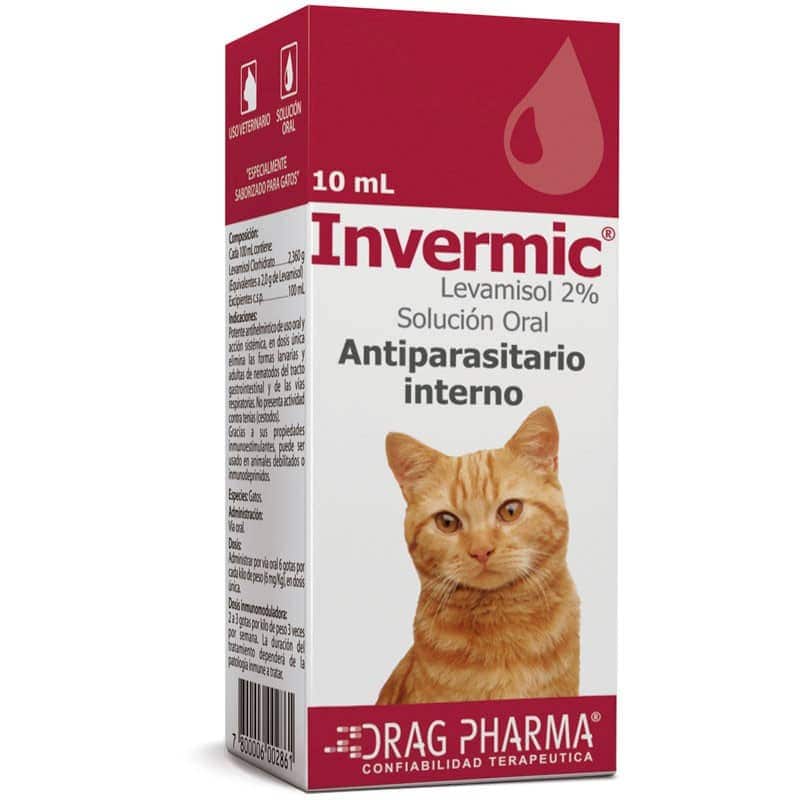 USO VETERINARIO
SOLUCIÓN
ORAL
"ESPECIALMENTE
SABORIZADO PARA GATOS"
Composición:
Cada 100 mL contiene:
Levamisol Clorhidrato..........2,360 g
(Equivalentes a 2,0 g de Levamisol)
Excipientes c.s.p..........100 mL
Indicaciones:
Potente antihelmíntico de uso oral y
acción sistémica, en dosis única
elimina las formas larvarias y
adultas de nematodos del tracto
gastrointestinal y de las vías
respiratorias. No presenta actividad
contra tenias (cestodos).
Gracias a sus propiedades
inmunoestimulantes, puede ser
usado en animales debilitados o
inmunodeprimidos.
Especies: Gatos.
Administración:
Vía oral.
Dosis:
Administrar por vía oral 6 gotas por
cada kilo de peso (6 mg/Kg), en dosis
única.
Dosis inmunomoduladora:
2 a 3 gotas por kilo de peso 3 veces
por semana. La duración del
tratamiento dependerá de la
patología inmune a tratar.
7 800006 002861
10 mL
Invermic®
Levamisol 2%
Solución Oral
Antiparasitario
interno
DRAG PHARMA®
CONFIABILIDAD TERAPEUTICA